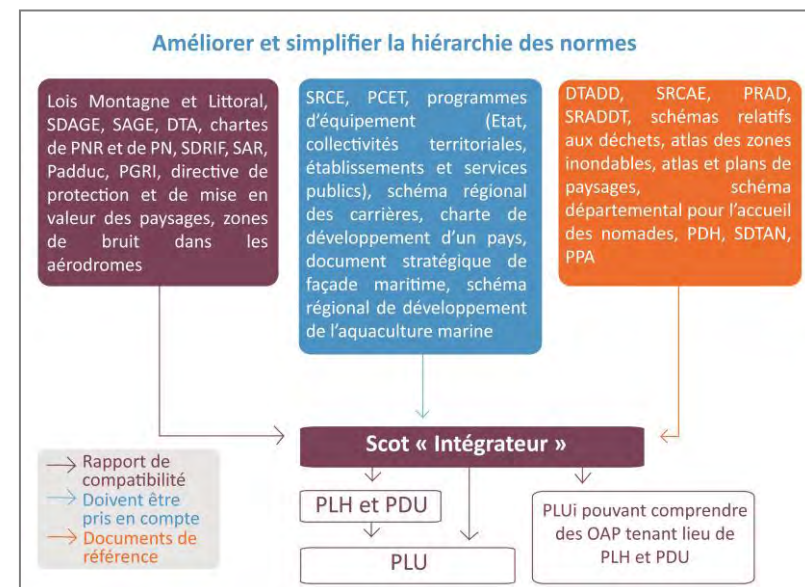 Améliorer et simplifier la hiérarchie des normes
Lois Montagne et Littoral,
SDAGE, SAGE, DTA, chartes
de PNR et de PN, SDRIF, SAR,
Padduc, PGRI, directive de
protection et de mise en
valeur des paysages, zones
de bruit dans les
aérodromes
SRCE, PCET, programmes
d'équipement (Etat,
collectivités territoriales,
établissements et services
publics), schéma régional
des carrières, charte de
développement d'un pays,
document stratégique de
façade maritime, schéma
régional de développement
de l'aquaculture marine
DTADD, SRCAE, PRAD,
SRADDT, schémas relatifs
aux déchets, atlas des zones
inondables, atlas et plans de
paysages, schéma
départemental pour l'accueil
des nomades, PDH, SDTAN,
PPA
Scot « Intégrateur »
Rapport de
compatibilité
Doivent être
pris en compte
Documents de
référence
PLH et PDU
PLU
PLUi pouvant comprendre
des OAP tenant lieu de
PLH et PDU